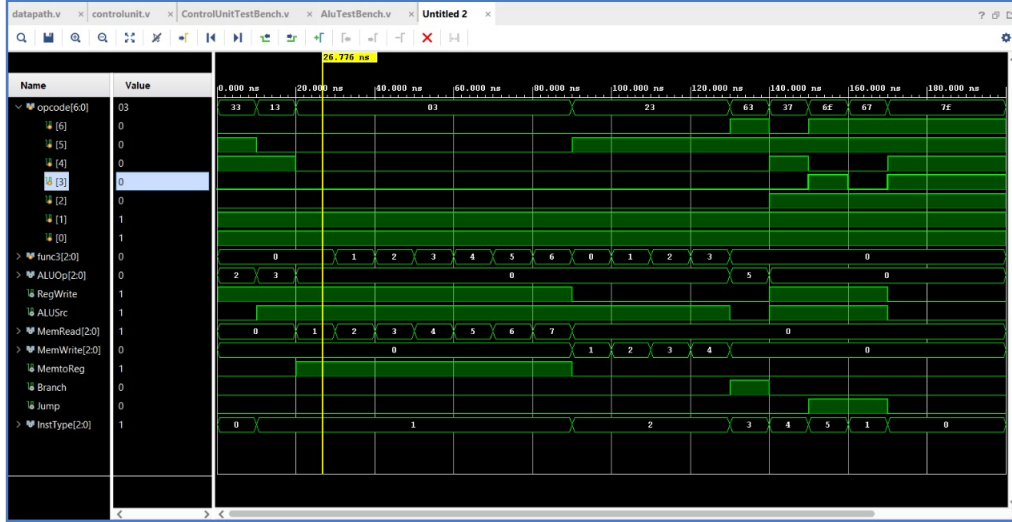 datapath.v × controlunit.v × ControlUnitTestBench.v × AluTestBench.v × Untitled 2 ×
26.776 ns
Name Value 0.000 ns 20.000 ns 40.000 ns 60.000 ns 80.000 ns 100.000 ns 120.000 ns 140.000 ns 160.000 ns 180.000 ns
opcode[6:0] 03 33 13 03 23 63 37 6f 67 7f
[6] 0
[5] 0
[4] 0
[3] 0
[2] 0
[1] 1
[0] 1
func3[2:0] 0 0 1 2 3 4 5 6 0 1 2 3 0
ALUOp[2:0] 0 2 3 0 5 0
RegWrite 1
ALUSrc 1
MemRead[2:0] 1 0 1 2 3 4 5 6 7 0
MemWrite[2:0] 0 0 1 2 3 4 0
MemtoReg 1
Branch 0
Jump 0
InstType[2:0] 1 0 1 2 3 4 5 1 0